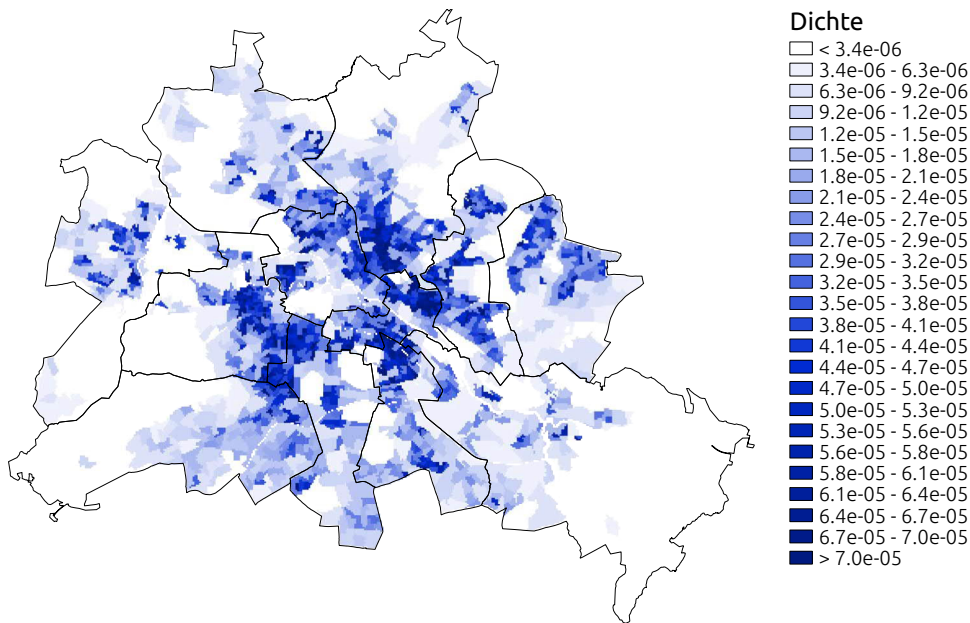 Dichte
< 3.4e-06
3.4e-06 - 6.3e-06
6.3e-06 - 9.2e-06
9.2e-06 - 1.2e-05
1.2e-05 - 1.5e-05
1.5e-05 - 1.8e-05
1.8e-05 - 2.1e-05
2.1e-05 - 2.4e-05
2.4e-05 - 2.7e-05
2.7e-05 - 2.9e-05
2.9e-05 - 3.2e-05
3.2e-05 - 3.5e-05
3.5e-05 - 3.8e-05
3.8e-05 - 4.1e-05
4.1e-05 - 4.4e-05
4.4e-05 - 4.7e-05
4.7e-05 - 5.0e-05
5.0e-05 - 5.3e-05
5.3e-05 - 5.6e-05
5.6e-05 - 5.8e-05
5.8e-05 - 6.1e-05
6.1e-05 - 6.4e-05
6.4e-05 - 6.7e-05
6.7e-05 - 7.0e-05
> 7.0e-05